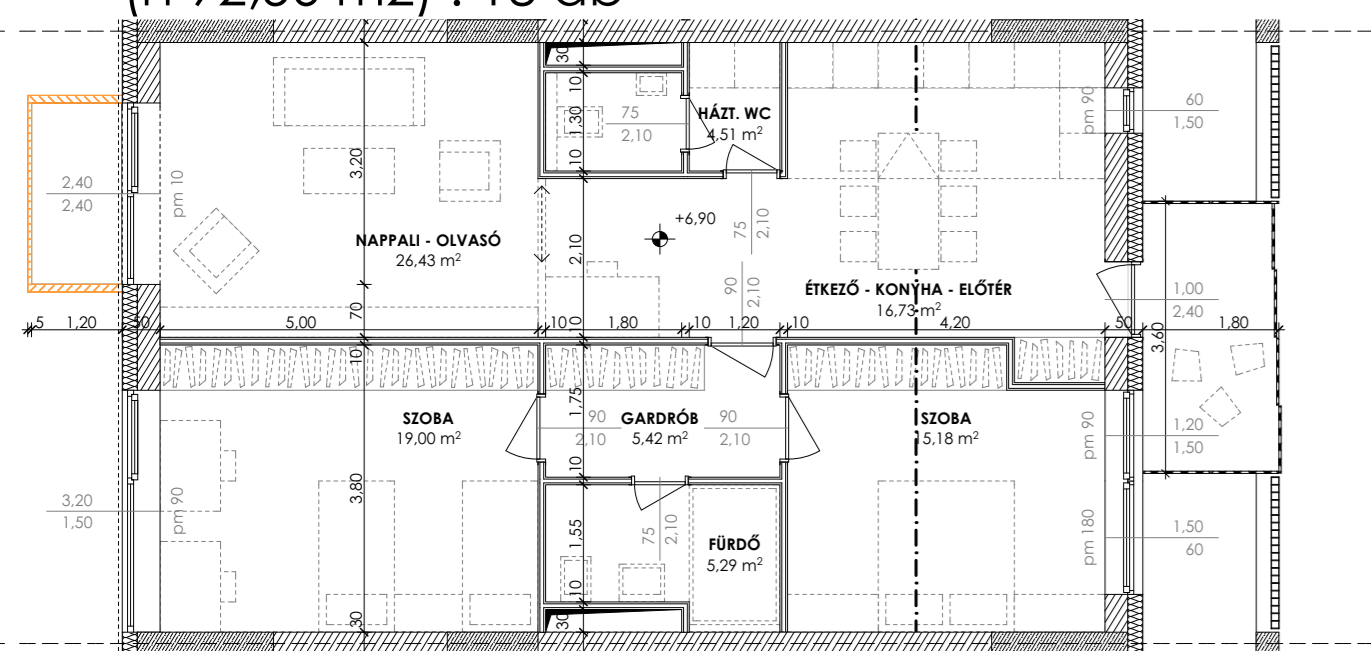 30
10
1,30
10
75
2,10
HÁZT. WC
4,51 m²
pm 90
60
1,50
2,40
2,40
pm 10
3,20
NAPPALI - OLVASÓ
26,43 m²
2,10
+6,90
75
2,10
90
2,10
ÉTKEZŐ - KONYHA - ELŐTÉR
16,73 m²
1,00
2,40
70
10
5
1,20
50
5,00
10
1,80
10
1,20
10
4,20
50
1,80
3,60
10
1,75
SZOBA
19,00 m²
90
2,10
GARDRÓB
5,42 m²
90
2,10
SZOBA
15,18 m²
pm 90
1,20
1,50
10
3,80
3,20
1,50
pm 90
1,55
75
2,10
FÜRDŐ
5,29 m²
pm 180
1,50
60
10
30
30